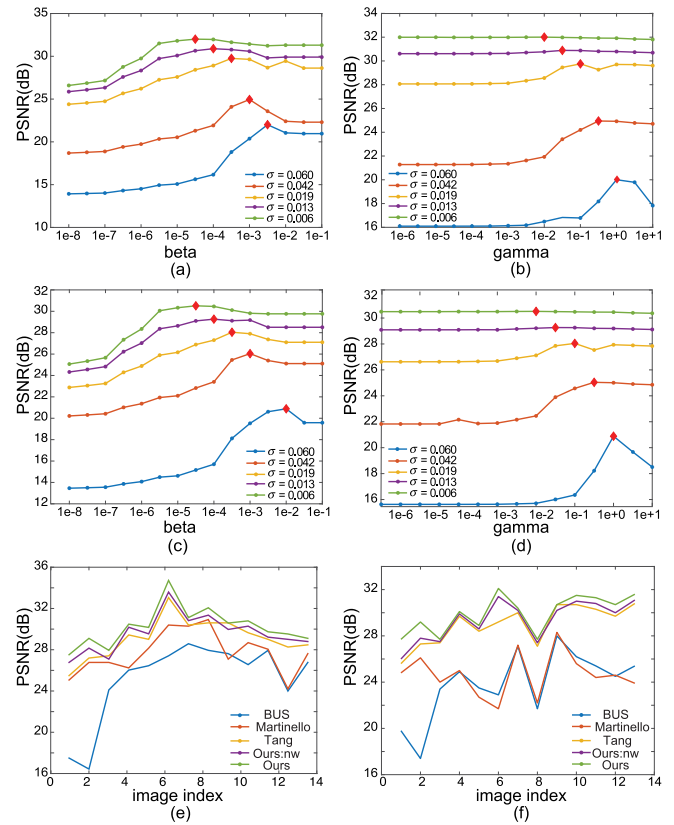 35
30
25
20
15
10
PSNR(dB)
1e-8 1e-7 1e-6 1e-5 1e-4 1e-3 1e-2 1e-1
beta
σ = 0.060
σ = 0.042
σ = 0.019
σ = 0.013
σ = 0.006
(a)
36
32
28
24
20
16
PSNR(dB)
1e-6 1e-5 1e-4 1e-3 1e-2 1e-1 1e+0 1e+1
gamma
σ = 0.060
σ = 0.042
σ = 0.019
σ = 0.013
σ = 0.006
(b)
32
30
28
26
24
22
20
18
16
14
12
PSNR(dB)
1e-8 1e-7 1e-6 1e-5 1e-4 1e-3 1e-2 1e-1
beta
σ = 0.060
σ = 0.042
σ = 0.019
σ = 0.013
σ = 0.006
(c)
32
30
28
26
24
22
20
18
16
PSNR(dB)
1e-6 1e-5 1e-4 1e-3 1e-2 1e-1 1e+0 1e+1
gamma
σ = 0.060
σ = 0.042
σ = 0.019
σ = 0.013
σ = 0.006
(d)
36
32
28
24
20
16
PSNR(dB)
0 2 4 6 8 10 12 14
image index
BUS
Martinello
Tang
Ours:nw
Ours
(e)
32
28
24
20
16
PSNR(dB)
0 2 4 6 8 10 12 14
image index
BUS
Martinello
Tang
Ours:nw
Ours
(f)